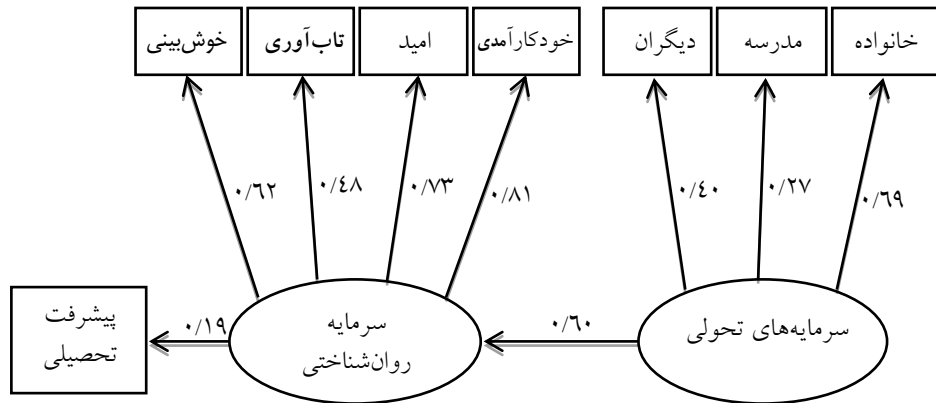 خانواده
مدرسه
دیگران
خودکارآمدی
امید
تاب‌آوری
خوش‌بینی
۰/۶۹
۰/۲۷
۰/۴۰
۰/۸۱
۰/۷۳
۰/۴۸
۰/۶۲
سرمایه‌های تحولی
۰/۶۰
سرمایه
روان‌شناختی
۰/۱۹
پیشرفت
تحصیلی